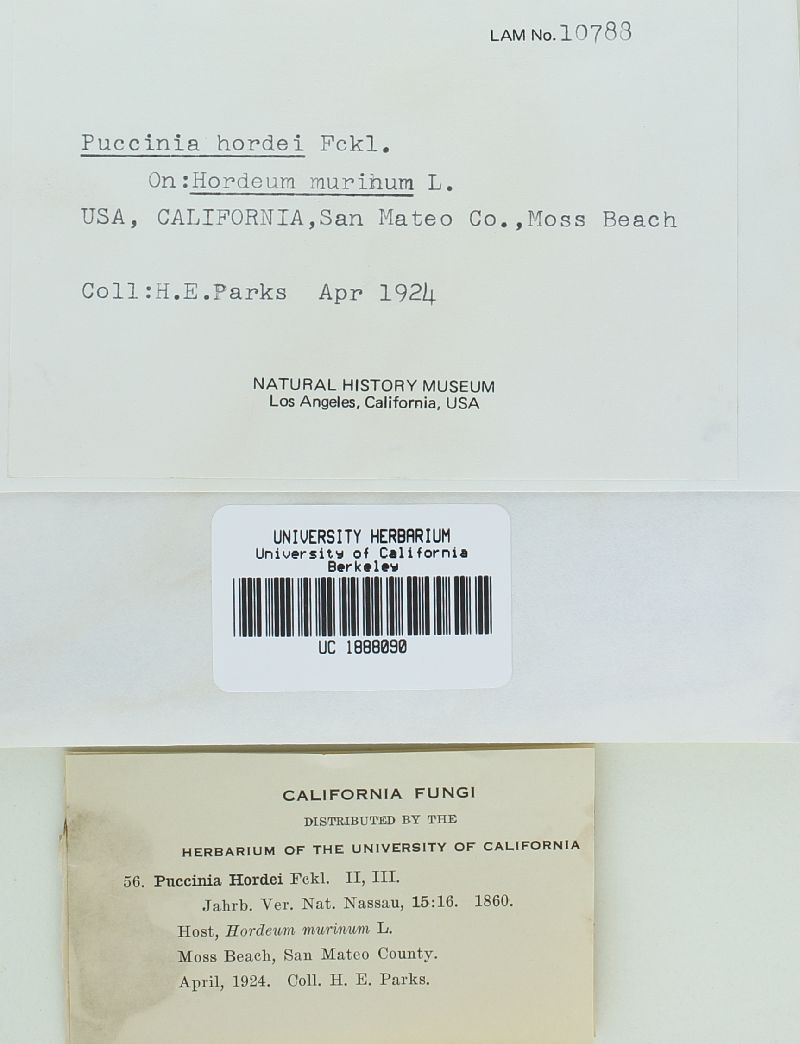 LAM No. 10788
Puccinia hordei Fckl.
On:Hordeum murinum L.
USA, CALIFORNIA,San Mateo Co.,Moss Beach
Coll:H.E.Parks Apr 1924
NATURAL HISTORY MUSEUM
Los Angeles, California, USA
UNIVERSITY HERBARIUM
University of California
Berkeley
UC 1888090
CALIFORNIA FUNGI
DISTRIBUTED BY THE
HERBARIUM OF THE UNIVERSITY OF CALIFORNIA
56. Puccinia Hordei Fckl. II, III.
Jahrb. Ver. Nat. Nassau, 15:16. 1860.
Host, Hordeum murinum L.
Moss Beach, San Mateo County.
April, 1924. Coll. H. E. Parks.